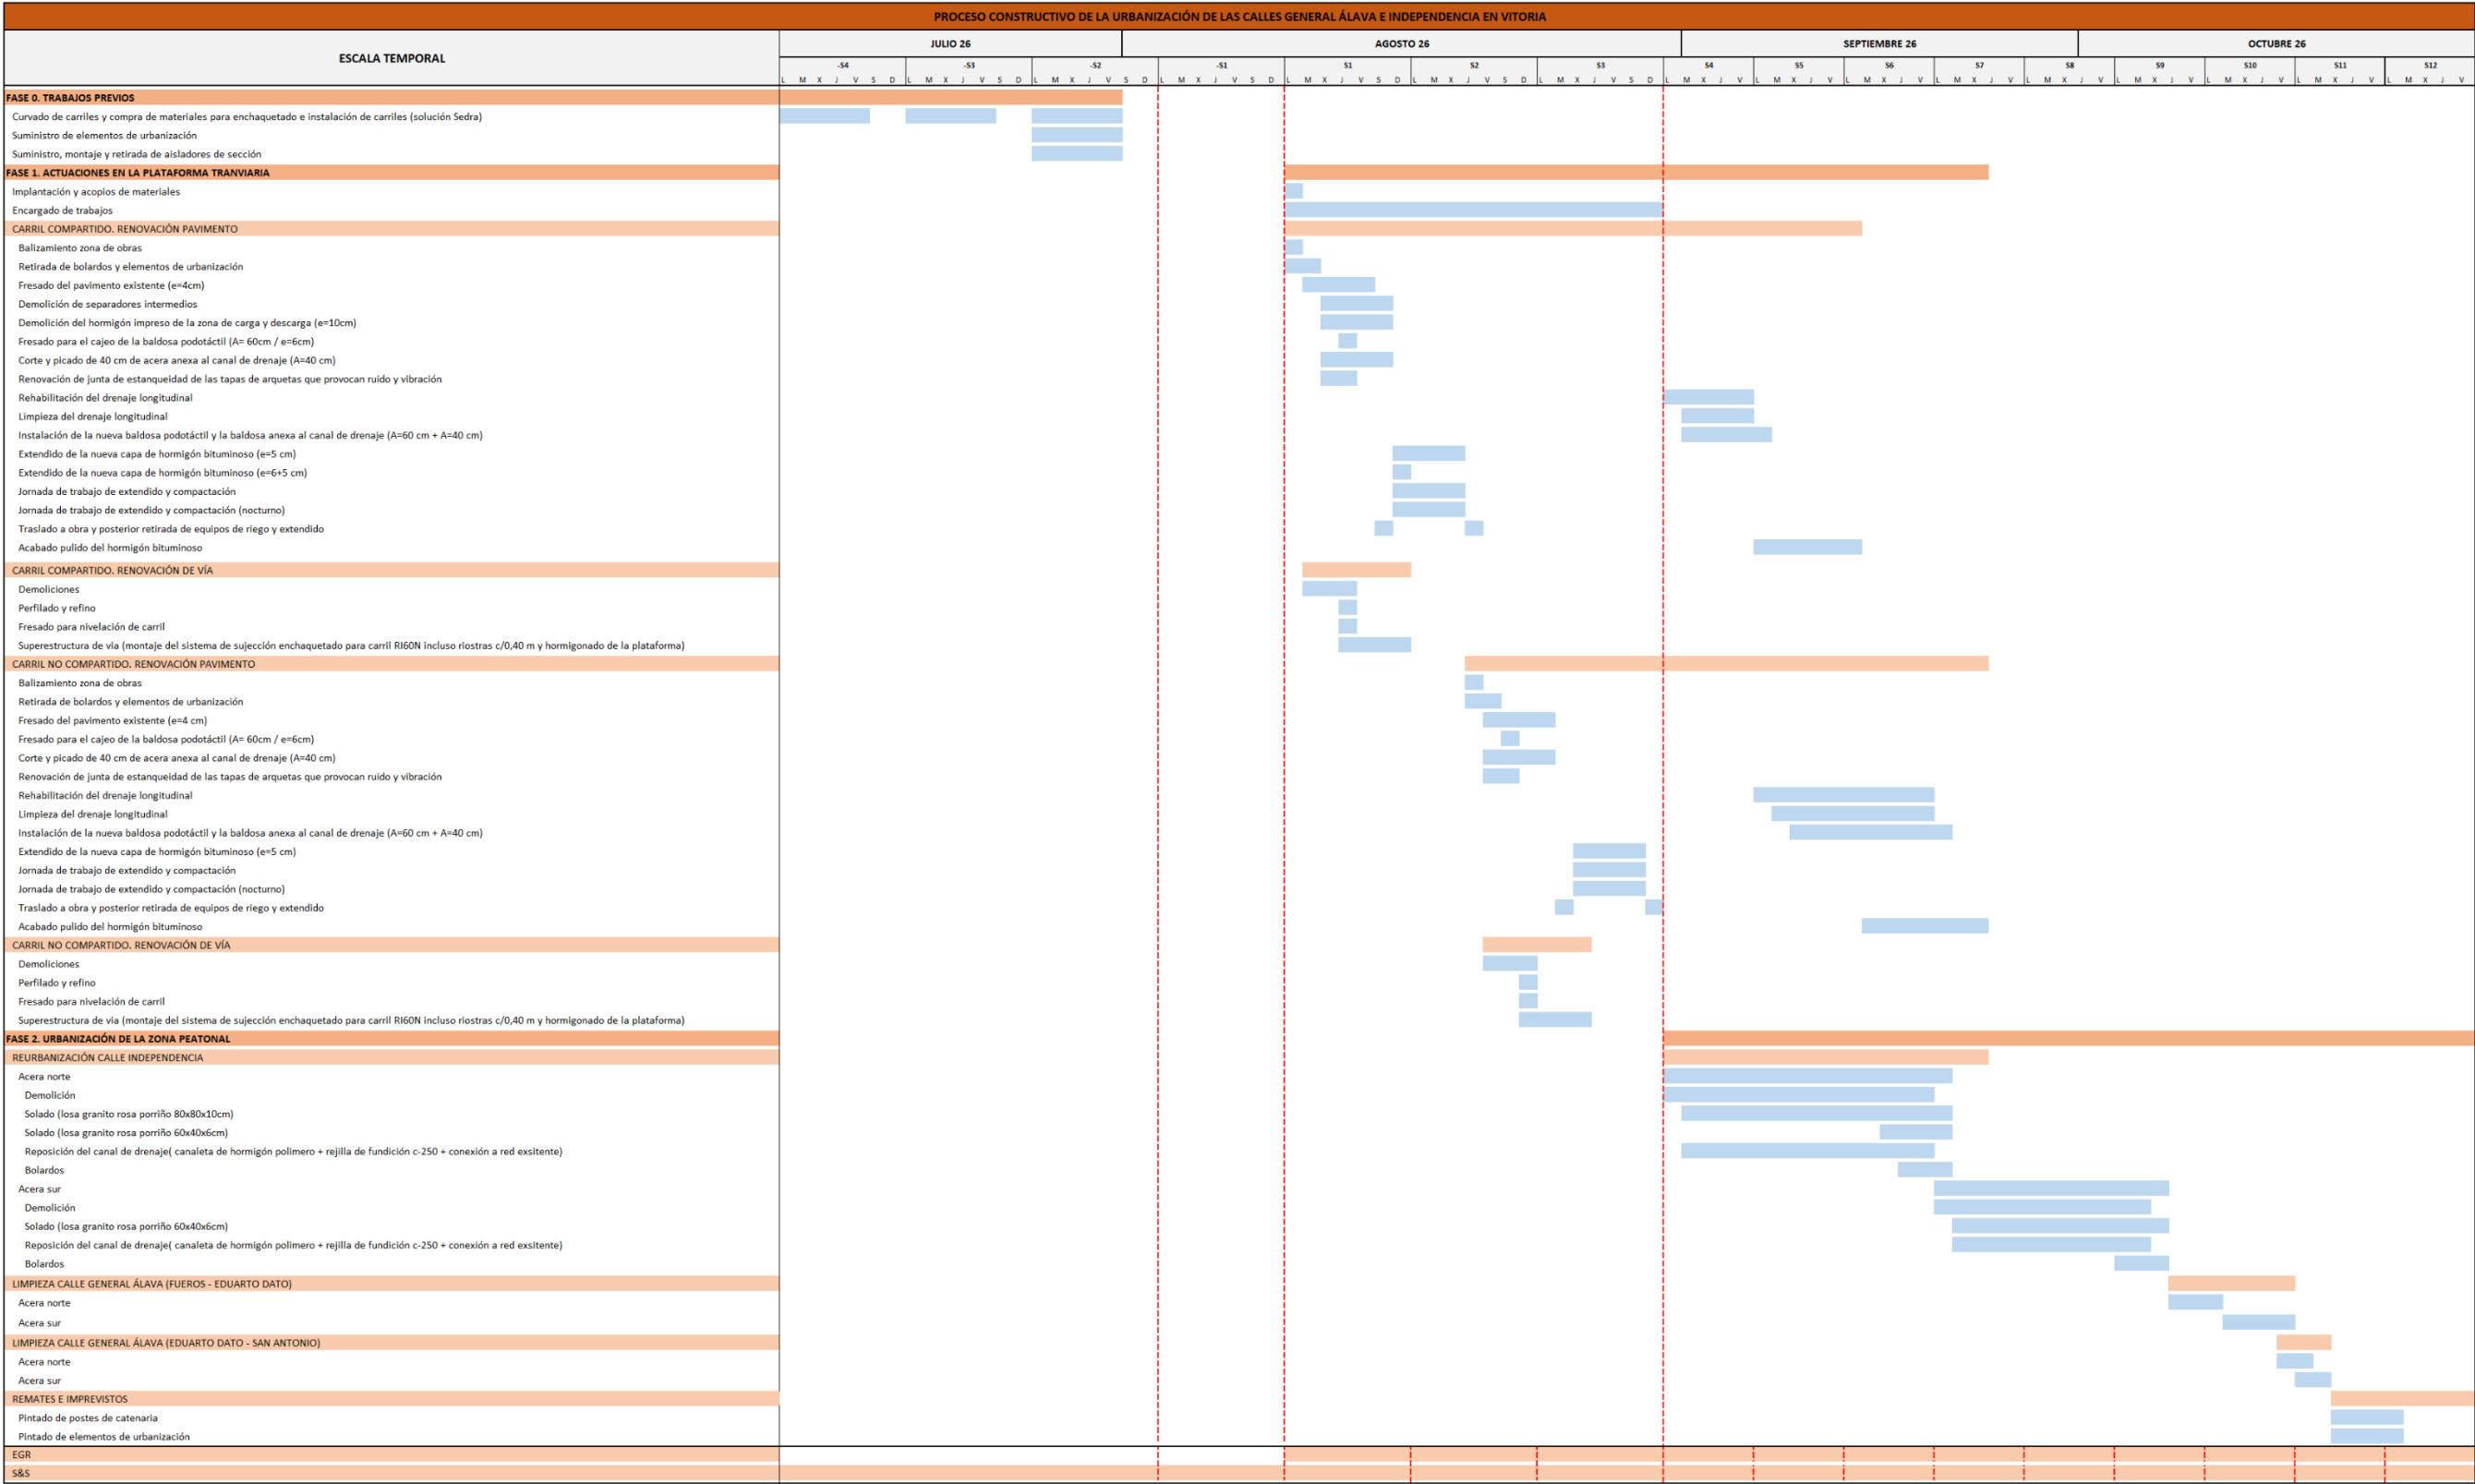 PROCESO CONSTRUCTIVO DE LA URBANIZACIÓN DE LAS CALLES GENERAL ÁLAVA E INDEPENDENCIA EN VITORIA
ESCALA TEMPORAL
JULIO 26 AGOSTO 26 SEPTIEMBRE 26 OCTUBRE 26
-S4 -S3 -S2 -S1 S1 S2 S3 S4 S5 S6 S7 S8 S9 S10 S11 S12
L M X J V S D L M X J V S D L M X J V S D L M X J V S D L M X J V S D L M X J V S D L M X J V S D L M X J V L M X J V L M X J V L M X J V L M X J V L M X J V L M X J V L M X J V L M X J V
FASE 0. TRABAJOS PREVIOS
Curvado de carriles y compra de materiales para enchaquetado e instalación de carriles (solución Sedra)
Suministro de elementos de urbanización
Suministro, montaje y retirada de aisladores de sección
FASE 1. ACTUACIONES EN LA PLATAFORMA TRANVIARIA
Implantación y acopios de materiales
Encargado de trabajos
CARRIL COMPARTIDO. RENOVACIÓN PAVIMENTO
Balizamiento zona de obras
Retirada de bolardos y elementos de urbanización
Fresado del pavimento existente (e=4cm)
Demolición de separadores intermedios
Demolición del hormigón impreso de la zona de carga y descarga (e=10cm)
Fresado para el cajeo de la baldosa podotáctil (A= 60cm / e=6cm)
Corte y picado de 40 cm de acera anexa al canal de drenaje (A=40 cm)
Renovación de junta de estanqueidad de las tapas de arquetas que provocan ruido y vibración
Rehabilitación del drenaje longitudinal
Limpieza del drenaje longitudinal
Instalación de la nueva baldosa podotáctil y la baldosa anexa al canal de drenaje (A=60 cm + A=40 cm)
Extendido de la nueva capa de hormigón bituminoso (e=5 cm)
Extendido de la nueva capa de hormigón bituminoso (e=6+5 cm)
Jornada de trabajo de extendido y compactación
Jornada de trabajo de extendido y compactación (nocturno)
Traslado a obra y posterior retirada de equipos de riego y extendido
Acabado pulido del hormigón bituminoso
CARRIL COMPARTIDO. RENOVACIÓN DE VÍA
Demoliciones
Perfilado y refino
Fresado para nivelación de carril
Superestructura de via (montaje del sistema de sujección enchaquetado para carril RI60N incluso riostras c/0,40 m y hormigonado de la plataforma)
CARRIL NO COMPARTIDO. RENOVACIÓN PAVIMENTO
Balizamiento zona de obras
Retirada de bolardos y elementos de urbanización
Fresado del pavimento existente (e=4 cm)
Fresado para el cajeo de la baldosa podotáctil (A= 60cm / e=6cm)
Corte y picado de 40 cm de acera anexa al canal de drenaje (A=40 cm)
Renovación de junta de estanqueidad de las tapas de arquetas que provocan ruido y vibración
Rehabilitación del drenaje longitudinal
Limpieza del drenaje longitudinal
Instalación de la nueva baldosa podotáctil y la baldosa anexa al canal de drenaje (A=60 cm + A=40 cm)
Extendido de la nueva capa de hormigón bituminoso (e=5 cm)
Jornada de trabajo de extendido y compactación
Jornada de trabajo de extendido y compactación (nocturno)
Traslado a obra y posterior retirada de equipos de riego y extendido
Acabado pulido del hormigón bituminoso
CARRIL NO COMPARTIDO. RENOVACIÓN DE VÍA
Demoliciones
Perfilado y refino
Fresado para nivelación de carril
Superestructura de via (montaje del sistema de sujección enchaquetado para carril RI60N incluso riostras c/0,40 m y hormigonado de la plataforma)
FASE 2. URBANIZACIÓN DE LA ZONA PEATONAL
REURBANIZACIÓN CALLE INDEPENDENCIA
Acera norte
Demolición
Solado (losa granito rosa porriño 80x80x10cm)
Solado (losa granito rosa porriño 60x40x6cm)
Reposición del canal de drenaje( canaleta de hormigón polimero + rejilla de fundición c-250 + conexión a red exsitente)
Bolardos
Acera sur
Demolición
Solado (losa granito rosa porriño 60x40x6cm)
Reposición del canal de drenaje( canaleta de hormigón polimero + rejilla de fundición c-250 + conexión a red exsitente)
Bolardos
LIMPIEZA CALLE GENERAL ÁLAVA (FUEROS - EDUARTO DATO)
Acera norte
Acera sur
LIMPIEZA CALLE GENERAL ÁLAVA (EDUARTO DATO - SAN ANTONIO)
Acera norte
Acera sur
REMATES E IMPREVISTOS
Pintado de postes de catenaria
Pintado de elementos de urbanización
EGR
S&S